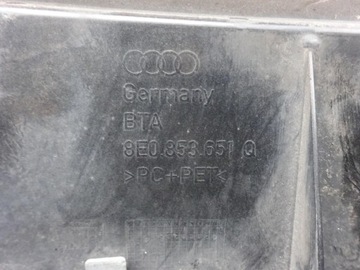 Germany
BTA
8E0.853.651 Q
>PC+PET<